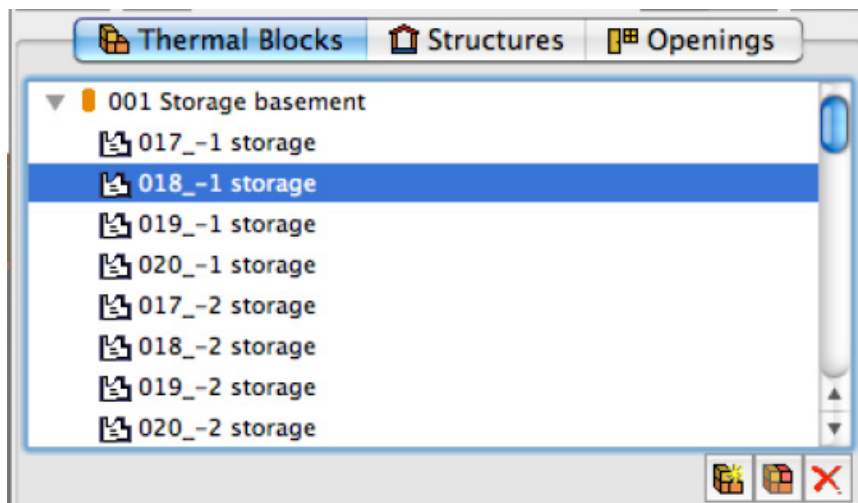 Thermal Blocks Structures Openings
001 Storage basement
017_-1 storage
018_-1 storage
019_-1 storage
020_-1 storage
017_-2 storage
018_-2 storage
019_-2 storage
020_-2 storage